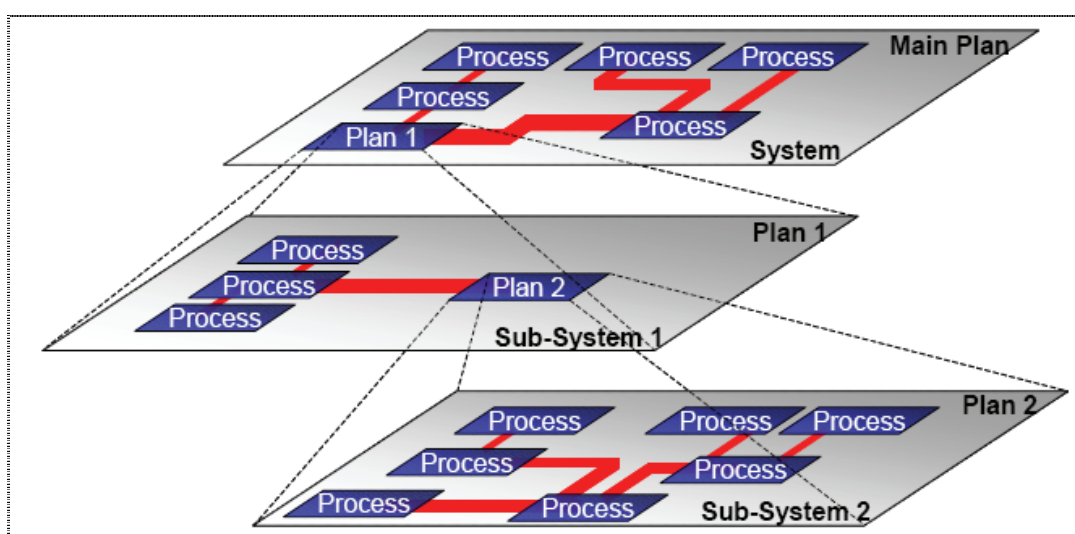 Main Plan
Process Process Process
Process
Process
Plan 1
System
Plan 1
Process
Process
Plan 2
Process
Sub-System 1
Plan 2
Process Process Process
Process Process
Process Process
Sub-System 2